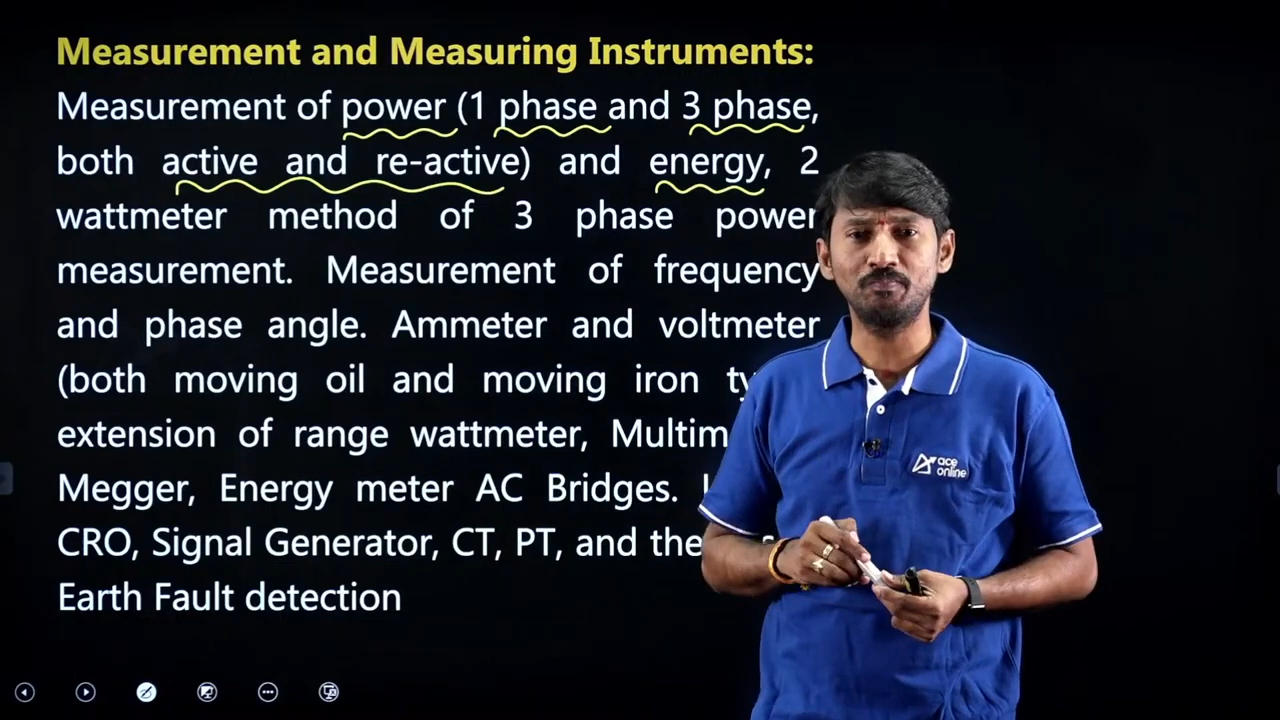 Measurement and Measuring Instruments:
Measurement of power (1 phase and 3 phase,
both active and re-active) and energy, 2
wattmeter method of 3 phase power
measurement. Measurement of frequency
and phase angle. Ammeter and voltmeter
(both moving oil and moving iron
extension of range wattmeter,
Megger, Energy meter AC Bridges.
CRO, Signal Generator, CT, PT, and
Earth Fault detection
ace
online